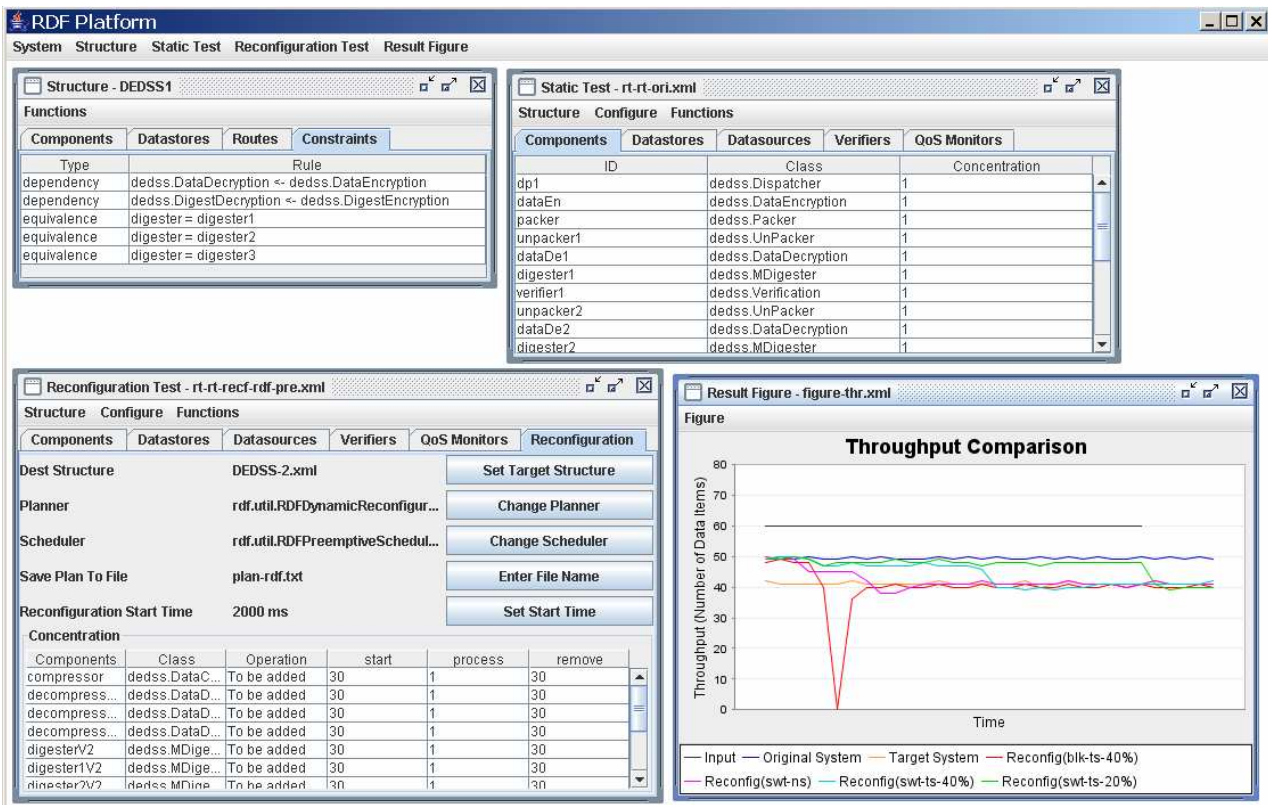 RDF Platform
System Structure Static Test Reconfiguration Test Result Figure
Structure - DEDSS1
Functions
Components Datastores Routes Constraints
Type Rule
dependency dedss.DataDecryption <- dedss.DataEncryption
dependency dedss.DigestDecryption <- dedss.DigestEncryption
equivalence digester = digester1
equivalence digester = digester2
equivalence digester = digester3
Static Test - rt-rt-ori.xml
Structure Configure Functions
Components Datastores Datasources Verifiers QoS Monitors
ID Class Concentration
dp1 dedss.Dispatcher 1
dataEn dedss.DataEncryption 1
packer dedss.Packer 1
unpacker1 dedss.UnPacker 1
dataDe1 dedss.DataDecryption 1
digester1 dedss.MDigester 1
verifier1 dedss.Verification 1
unpacker2 dedss.UnPacker 1
dataDe2 dedss.DataDecryption 1
digester2 dedss.MDigester 1
Reconfiguration Test - rt-rt-recf-rdf-pre.xml
Structure Configure Functions
Components Datastores Datasources Verifiers QoS Monitors Reconfiguration
Dest Structure DEDSS-2.xml Set Target Structure
Planner rdf.util.RDFDynamicReconfigur... Change Planner
Scheduler rdf.util.RDFPreemptiveSchedul... Change Scheduler
Save Plan To File plan-rdf.txt Enter File Name
Reconfiguration Start Time 2000 ms Set Start Time
Concentration
Components Class Operation start process remove
compressor dedss.DataC... To be added 30 1 30
decompress... dedss.DataD... To be added 30 1 30
decompress... dedss.DataD... To be added 30 1 30
decompress... dedss.DataD... To be added 30 1 30
digesterV2 dedss.MDige... To be added 30 1 30
digester1V2 dedss.MDige... To be added 30 1 30
digester2V2 dedss.MDige... To be added 30 1 30
Result Figure - figure-thr.xml
Figure
Throughput Comparison
Throughput (Number of Data Items)
80
70
60
50
40
30
20
10
0
Time
Input Original System Target System Reconfig(blk-ts-40%)
Reconfig(swt-ns) Reconfig(swt-ts-40%) Reconfig(swt-ts-20%)